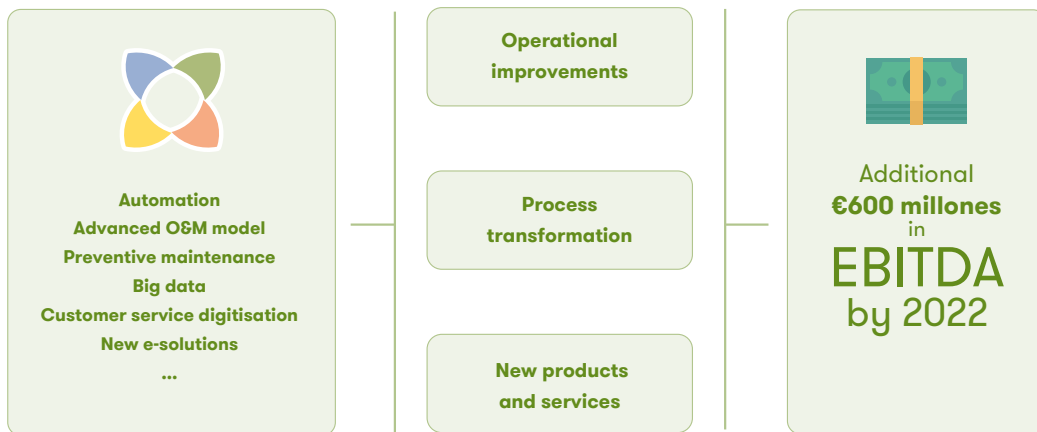 Automation
Advanced O&M model
Preventive maintenance
Big data
Customer service digitisation
New e-solutions
...
Operational
improvements
Process
transformation
New products
and services
Additional
€600 millones
in
EBITDA
by 2022